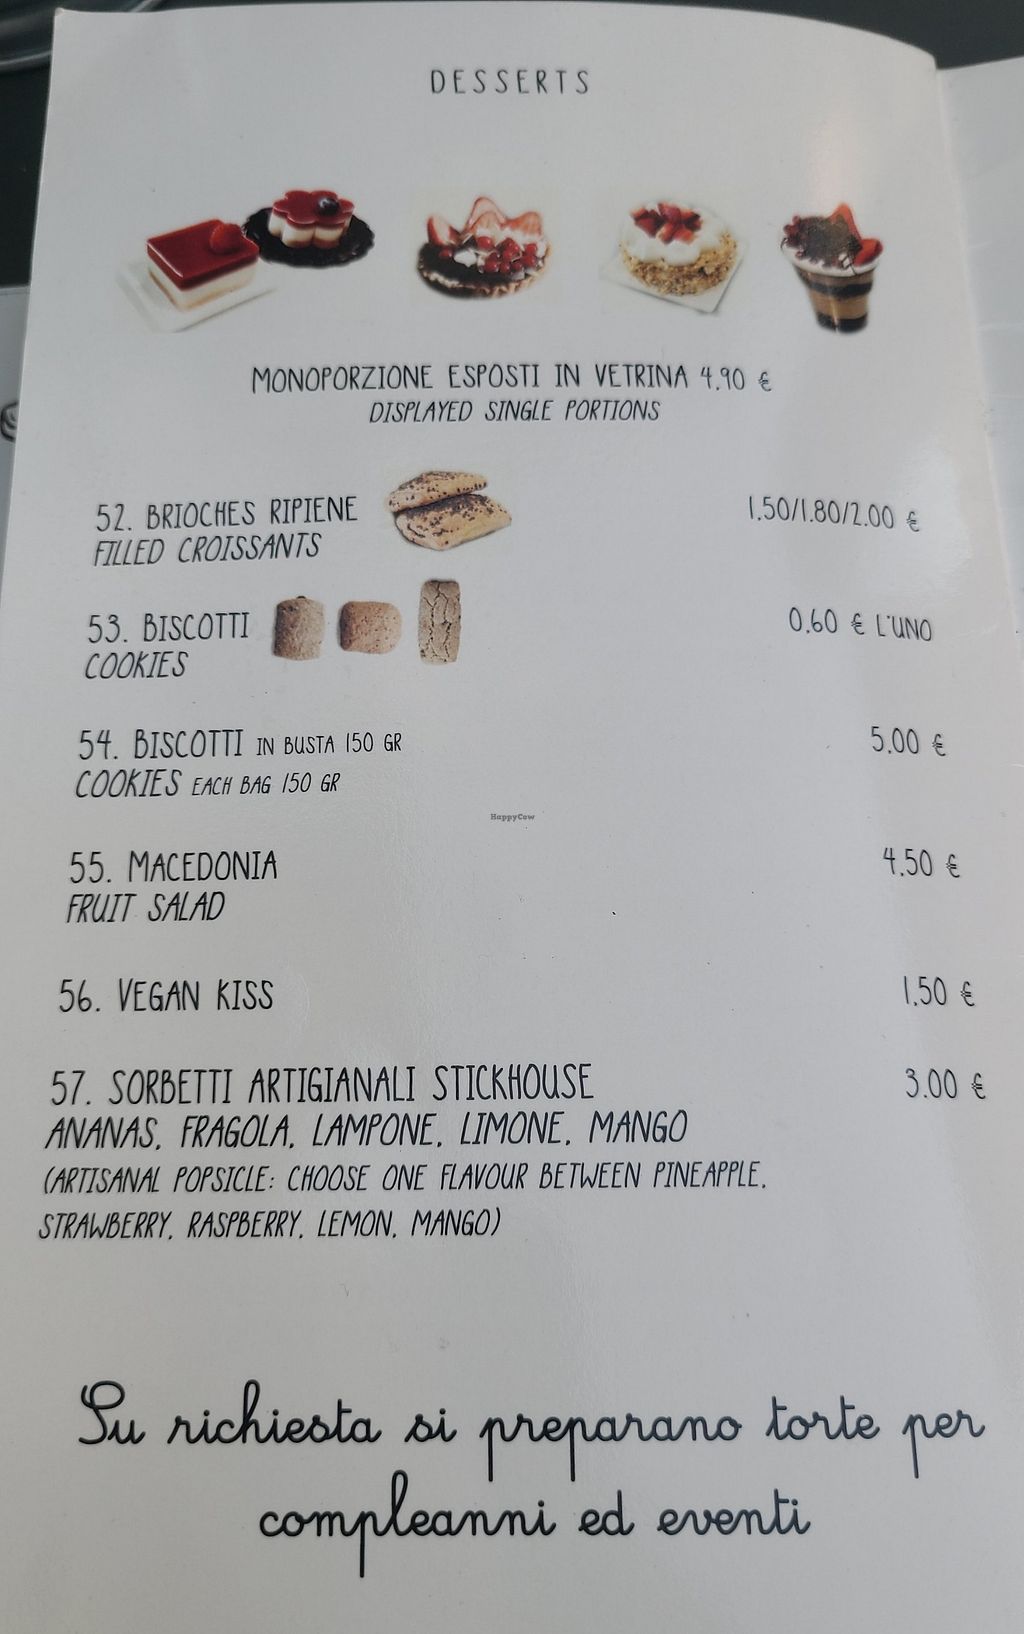 DESSERTS
MONOPORZIONE ESPOSTI IN VETRINA 4.90 €
DISPLAYED SINGLE PORTIONS
52. BRIOCHES RIPIENE 1.50/1.80/2.00 €
FILLED CROISSANTS
53. BISCOTTI 0.60 € L'UNO
COOKIES
54. BISCOTTI IN BUSTA 150 GR 5.00 €
COOKIES EACH BAG 150 GR
HappyCow
55. MACEDONIA 4.50 €
FRUIT SALAD
56. VEGAN KISS 1.50 €
57. SORBETTI ARTIGIANALI STICKHOUSE 3.00 €
ANANAS, FRAGOLA, LAMPONE, LIMONE, MANGO
(ARTISANAL POPSICLE: CHOOSE ONE FLAVOUR BETWEEN PINEAPPLE,
STRAWBERRY, RASPBERRY, LEMON, MANGO)
Su richiesta si preparano torte per
compleanni ed eventi